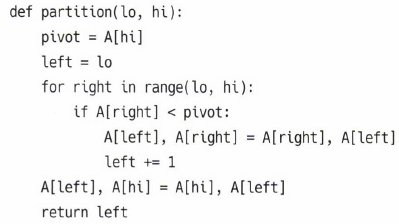 def partition(lo, hi):
    pivot = A[hi]
    left = lo
    for right in range(lo, hi):
        if A[right] < pivot:
            A[left], A[right] = A[right], A[left]
            left += 1
    A[left], A[hi] = A[hi], A[left]
    return left